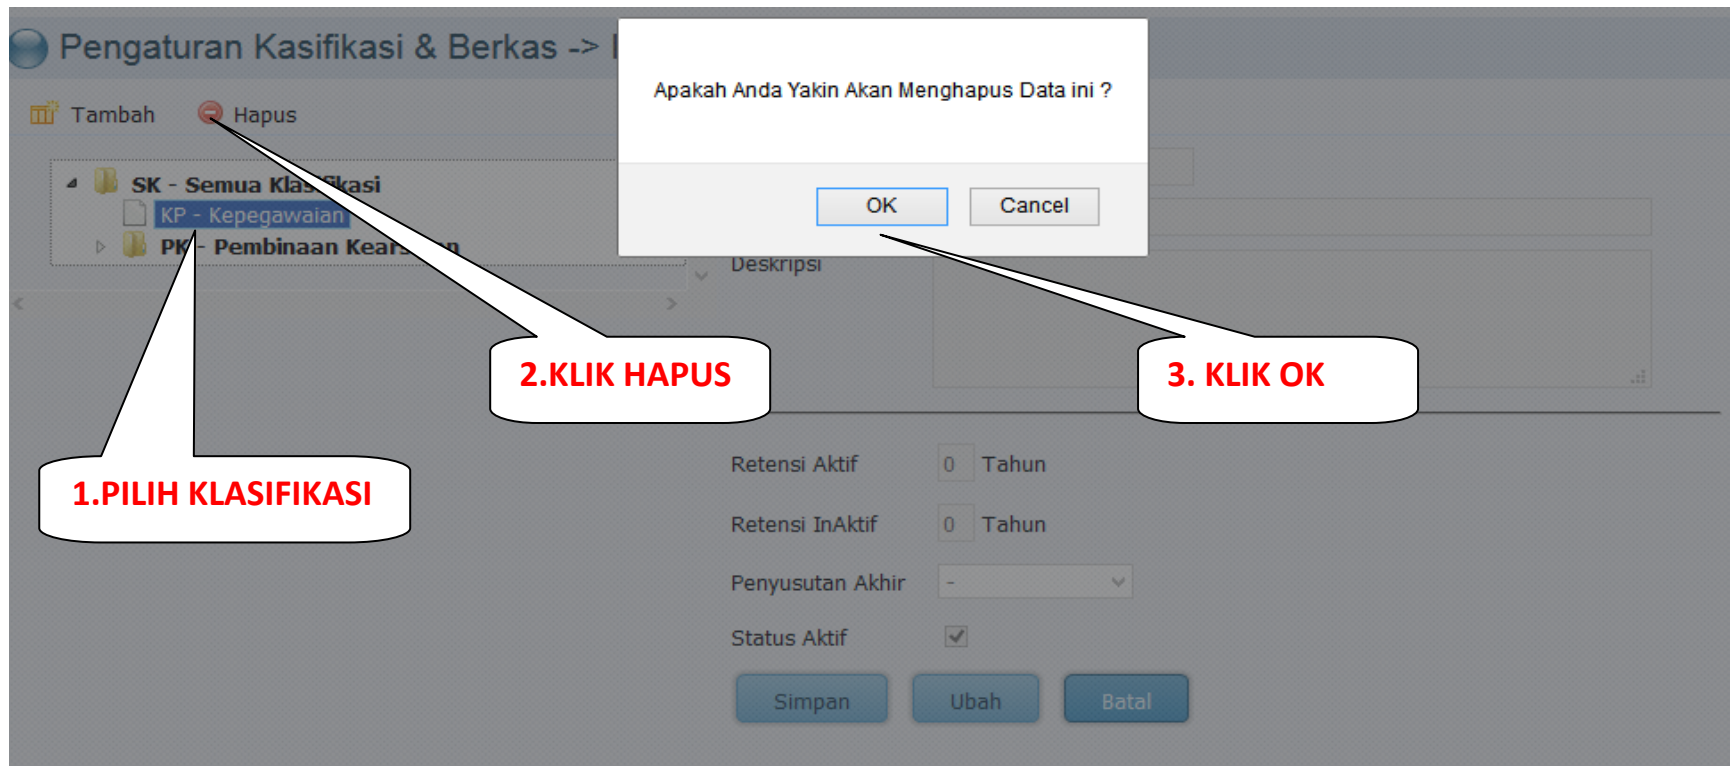 Pengaturan Kasifikasi & Berkas ->
Apakah Anda Yakin Akan Menghapus Data ini ?
Tambah
Hapus
SK - Semua Klasifikasi
KP - Kepegawaian
PK - Pembinaan
OK
Cancel
Deskripsi
2.KLIK HAPUS
3. KLIK OK
1.PILIH KLASIFIKASI
Retensi Aktif 0 Tahun
Retensi InAktif 0 Tahun
Penyusutan Akhir -
Status Aktif
Simpan
Ubah
Batal